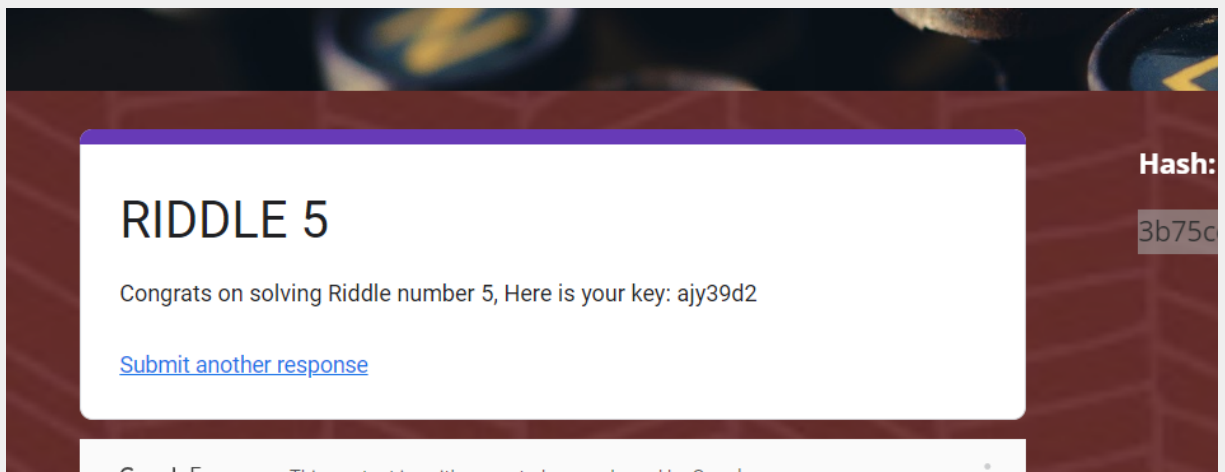 RIDDLE 5
Congrats on solving Riddle number 5, Here is your key: ajy39d2
Submit another response
Hash:
3b75c